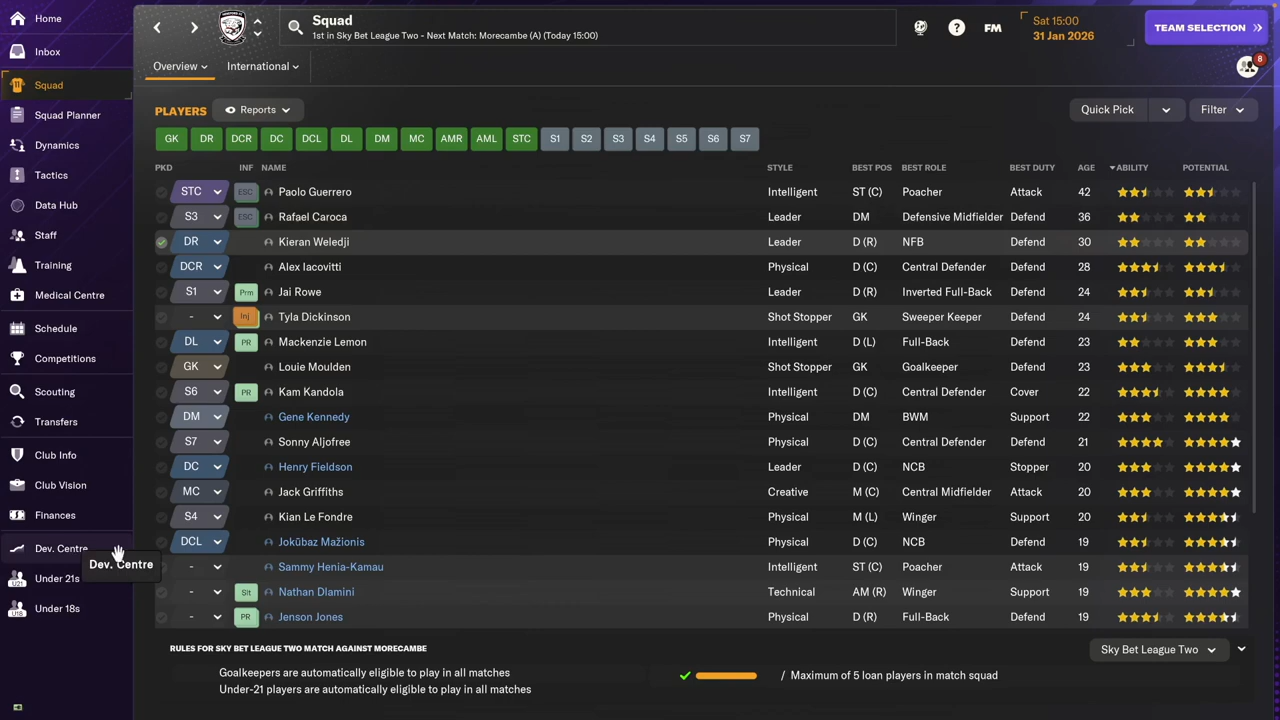 Home
Inbox
Squad
Squad Planner
Dynamics
Tactics
Data Hub
Staff
Training
Medical Centre
Schedule
Competitions
Scouting
Transfers
Club Info
Club Vision
Finances
Dev. Centre
Dev. Centre
U21 Under 21s
U18 Under 18s
Squad
1st in Sky Bet League Two - Next Match: Morecambe (A) (Today 15:00)
? FM
Sat 15:00
31 Jan 2026
TEAM SELECTION
8
Overview International
PLAYERS Reports Quick Pick Filter
GK DR DCR DC DCL DL DM MC AMR AML STC S1 S2 S3 S4 S5 S6 S7
PKD INF NAME STYLE BEST POS BEST ROLE BEST DUTY AGE ABILITY POTENTIAL
STC ESC Paolo Guerrero Intelligent ST (C) Poacher Attack 42
S3 ESC Rafael Caroca Leader DM Defensive Midfielder Defend 36
DR Kieran Weledji Leader D (R) NFB Defend 30
DCR Alex Iacovitti Physical D (C) Central Defender Defend 28
S1 Prm Jai Rowe Leader D (R) Inverted Full-Back Defend 24
- Inj Tyla Dickinson Shot Stopper GK Sweeper Keeper Defend 24
DL PR Mackenzie Lemon Intelligent D (L) Full-Back Defend 23
GK Louie Moulden Shot Stopper GK Goalkeeper Defend 23
S6 PR Kam Kandola Intelligent D (C) Central Defender Cover 22
DM Gene Kennedy Physical DM BWM Support 22
S7 Sonny Aljofree Physical D (C) Central Defender Defend 21
DC Henry Fieldson Leader D (C) NCB Stopper 20
MC Jack Griffiths Creative M (C) Central Midfielder Attack 20
S4 Kian Le Fondre Physical M (L) Winger Support 20
DCL Jokūbaz Mažionis Physical D (C) NCB Defend 19
- Sammy Henia-Kamau Intelligent ST (C) Poacher Attack 19
- Slt Nathan Dlamini Technical AM (R) Winger Support 19
- PR Jenson Jones Physical D (R) Full-Back Defend 19
RULES FOR SKY BET LEAGUE TWO MATCH AGAINST MORECAMBE Sky Bet League Two
Goalkeepers are automatically eligible to play in all matches
Under-21 players are automatically eligible to play in all matches
/ Maximum of 5 loan players in match squad